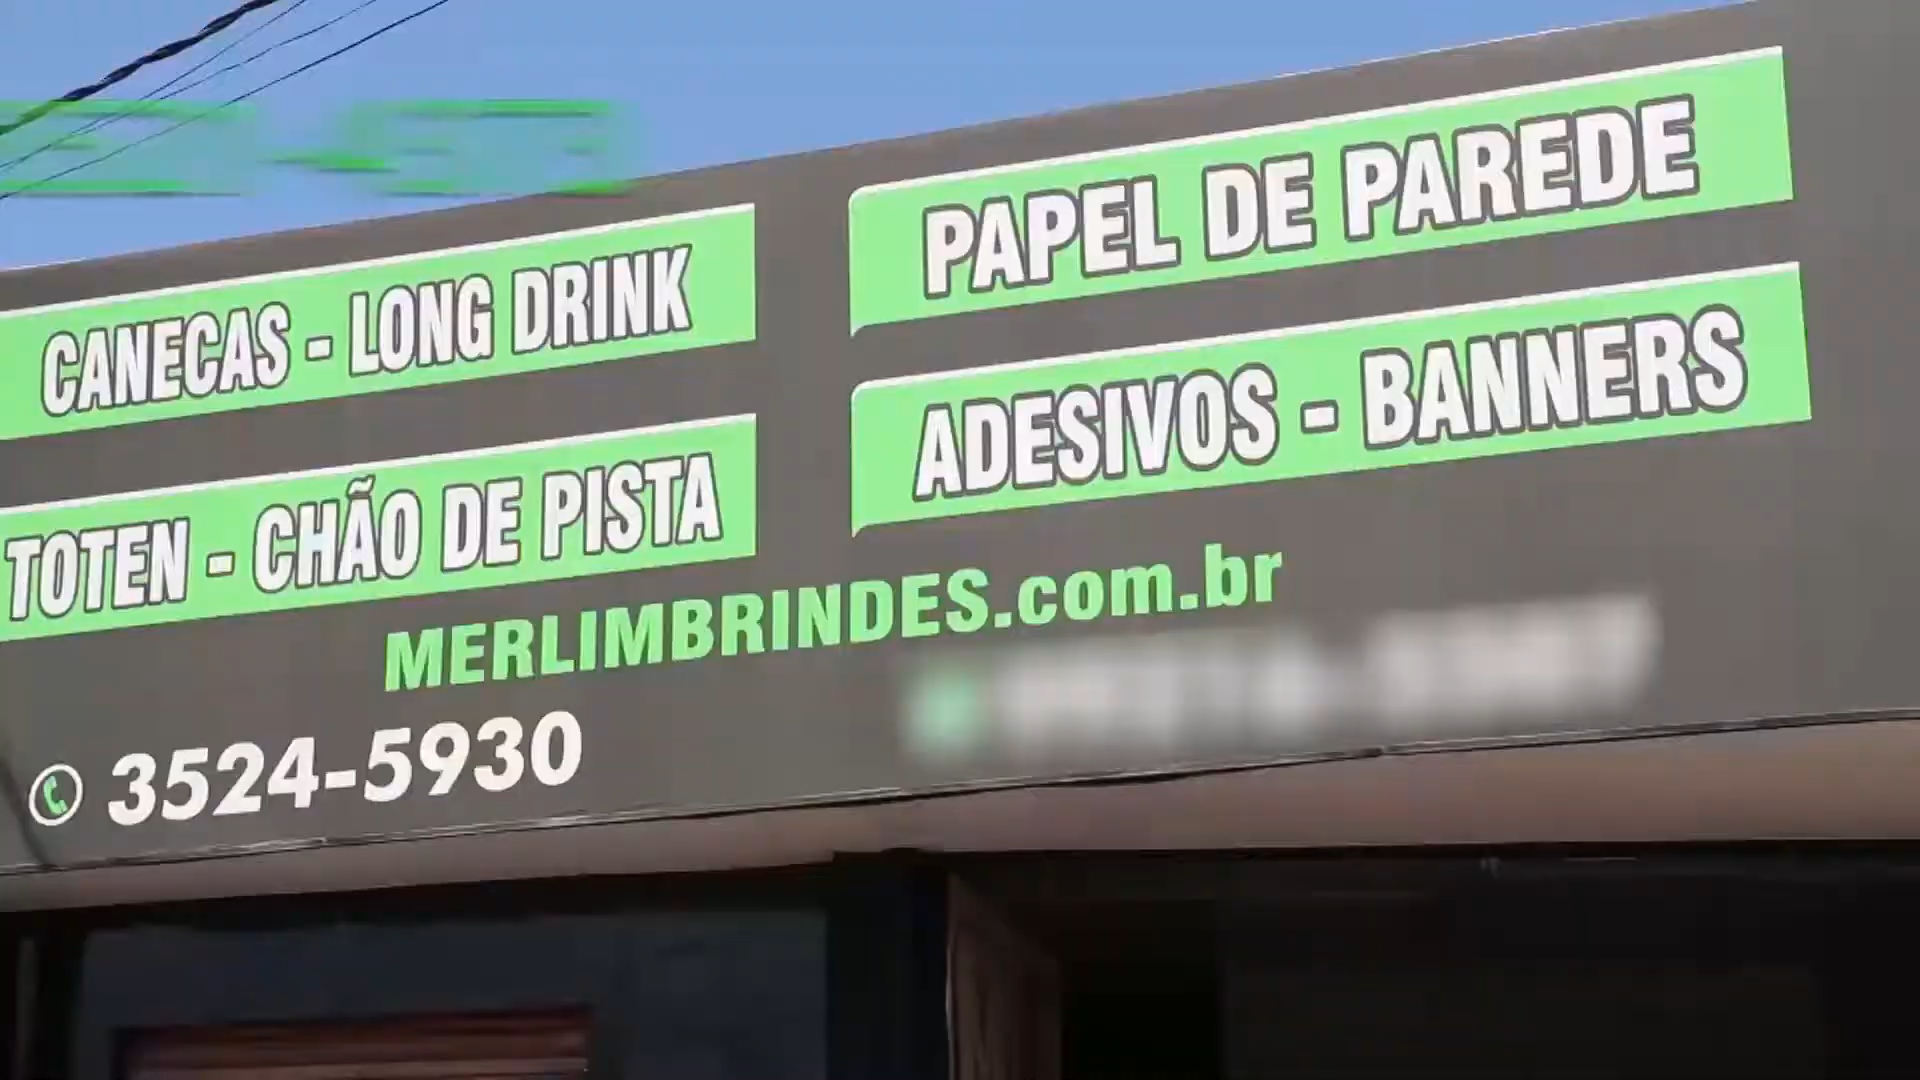 CANECAS - LONG DRINK
TOTEN - CHÃO DE PISTA
PAPEL DE PAREDE
ADESIVOS - BANNERS
MERLIMBRINDES.com.br
3524-5930